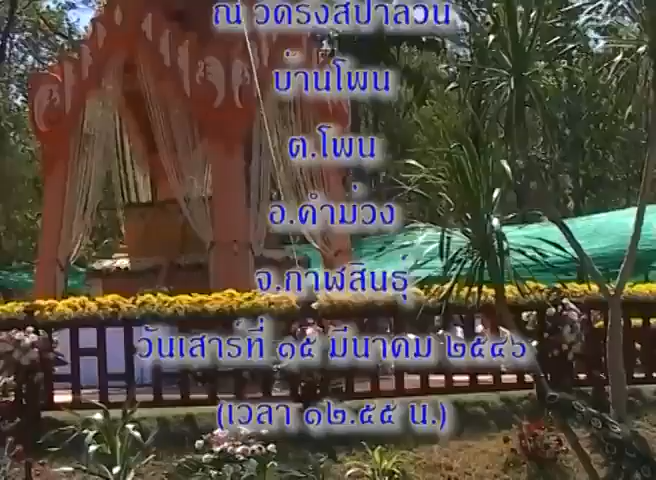 ณ วัดรังสีปาลวัน
บ้านโพน
ต.โพน
อ.คำม่วง
จ.กาฬสินธุ์
วันเสาร์ที่ ๑๕ มีนาคม ๒๕๔๖
(เวลา ๑๒.๕๕ น.)